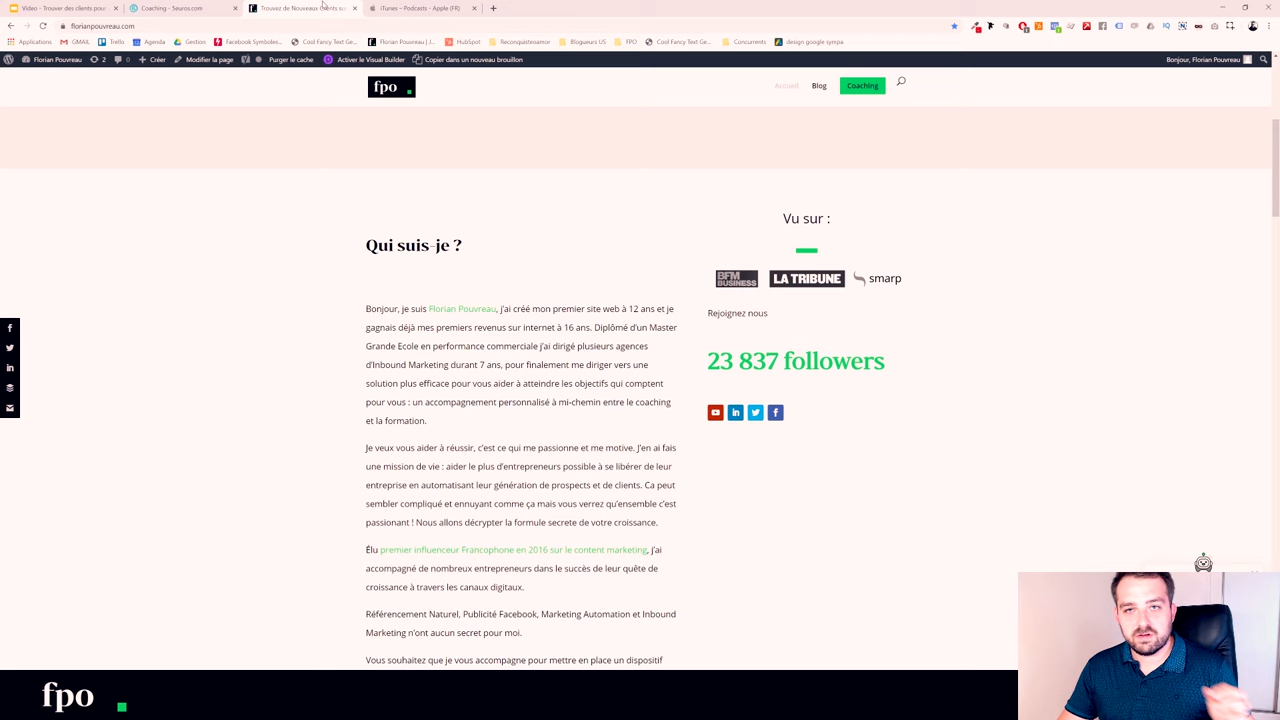 Video - Trouver des clients pour
Coaching - Seuros.com
Trouvez de Nouveaux Clients su
iTunes – Podcasts - Apple (FR)
florianpouvreau.com
Applications
GMAIL
Trello
Agenda
Gestion
Facebook Symboles...
Cool Fancy Text Ge...
Florian Pouvreau | J...
HubSpot
Reconquisteamor
Blogueurs US
FPO
Cool Fancy Text Ge...
Concurrents
design google sympa
Florian Pouvreau
2
0
Créer
Modifier la page
Purger le cache
Activer le Visual Builder
Copier dans un nouveau brouillon
Bonjour, Florian Pouvreau
fpo
Accueil
Blog
Coaching
Qui suis-je ?
Bonjour, je suis Florian Pouvreau, j'ai créé mon premier site web à 12 ans et je
gagnais déjà mes premiers revenus sur internet à 16 ans. Diplômé d'un Master
Grande Ecole en performance commerciale j'ai dirigé plusieurs agences
d'Inbound Marketing durant 7 ans, pour finalement me diriger vers une
solution plus efficace pour vous aider à atteindre les objectifs qui comptent
pour vous : un accompagnement personnalisé à mi-chemin entre le coaching
et la formation.
Je veux vous aider à réussir, c'est ce qui me passionne et me motive. J'en ai fais
une mission de vie : aider le plus d'entrepreneurs possible à se libérer de leur
entreprise en automatisant leur génération de prospects et de clients. Ca peut
sembler compliqué et ennuyant comme ça mais vous verrez qu'ensemble c'est
passionant ! Nous allons décrypter la formule secrete de votre croissance.
Élu premier influenceur Francophone en 2016 sur le content marketing, j'ai
accompagné de nombreux entrepreneurs dans le succès de leur quête de
croissance à travers les canaux digitaux.
Référencement Naturel, Publicité Facebook, Marketing Automation et Inbound
Marketing n'ont aucun secret pour moi.
Vous souhaitez que je vous accompagne pour mettre en place un dispositif
Vu sur :
BFM
BUSINESS
LA TRIBUNE
smarp
Rejoignez nous
23 837 followers
fpo